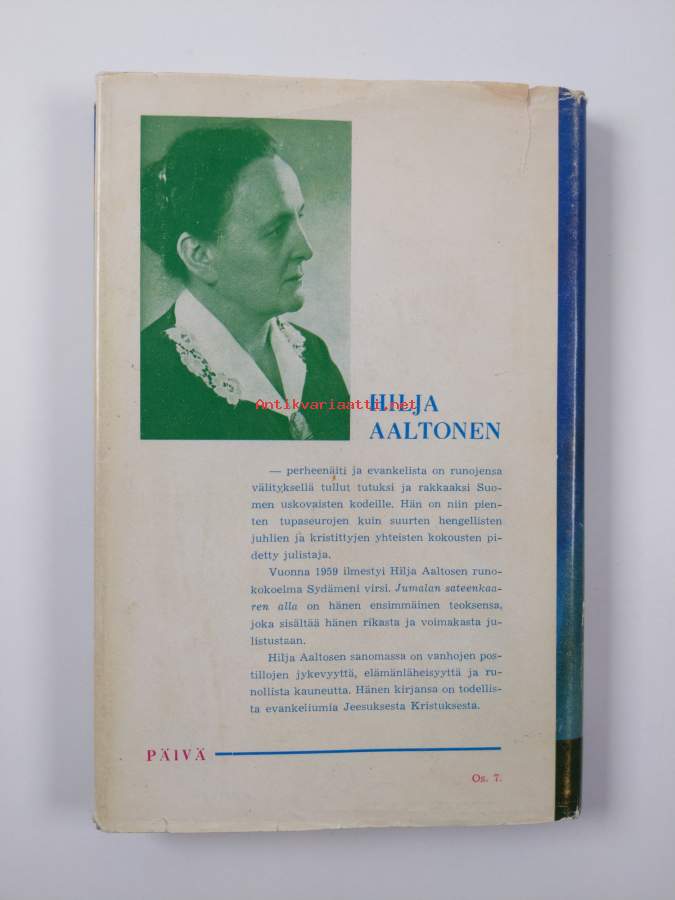 HILJA
Antikvariaatti.net
AALTONEN
— perheenäiti ja evankelista on runojensa
välityksellä tullut tutuksi ja rakkaaksi Suo-
men uskovaisten kodeille. Hän on niin pien-
ten tupaseurojen kuin suurten hengellisten
juhlien ja kristittyjen yhteisten kokousten pi-
detty julistaja.
Vuonna 1959 ilmestyi Hilja Aaltosen runo-
kokoelma Sydämeni virsi. Jumalan sateenkaa-
ren alla on hänen ensimmäinen teoksensa,
joka sisältää hänen rikasta ja voimakasta ju-
listustaan.
Hilja Aaltosen sanomassa on vanhojen pos-
tillojen jykevyyttä, elämänläheisyyttä ja ru-
nollista kauneutta. Hänen kirjansa on todellis-
ta evankeliumia Jeesuksesta Kristuksesta.
PÄIVÄ
Os. 7.